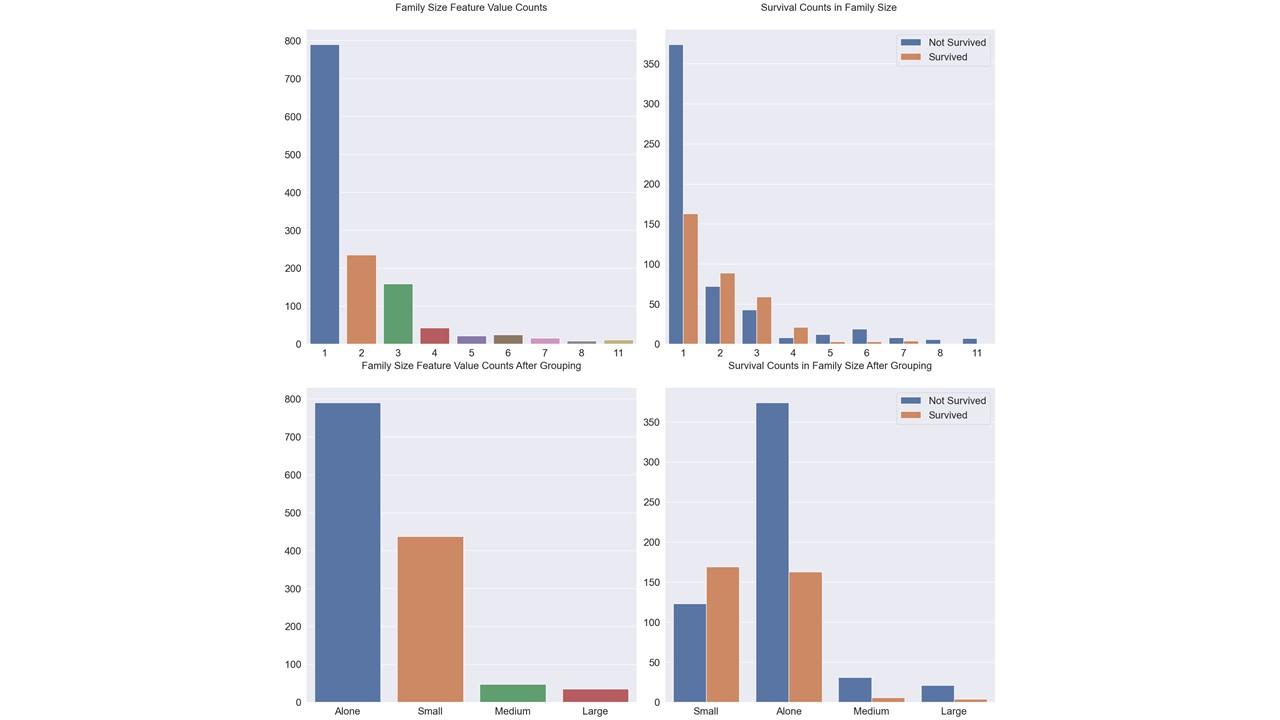 Family Size Feature Value Counts
800
700
600
500
400
300
200
100
0
1 2 3 4 5 6 7 8 11
Survival Counts in Family Size
Not Survived
Survived
350
300
250
200
150
100
50
0
1 2 3 4 5 6 7 8 11
Family Size Feature Value Counts After Grouping
800
700
600
500
400
300
200
100
0
Alone Small Medium Large
Survival Counts in Family Size After Grouping
Not Survived
Survived
350
300
250
200
150
100
50
0
Small Alone Medium Large